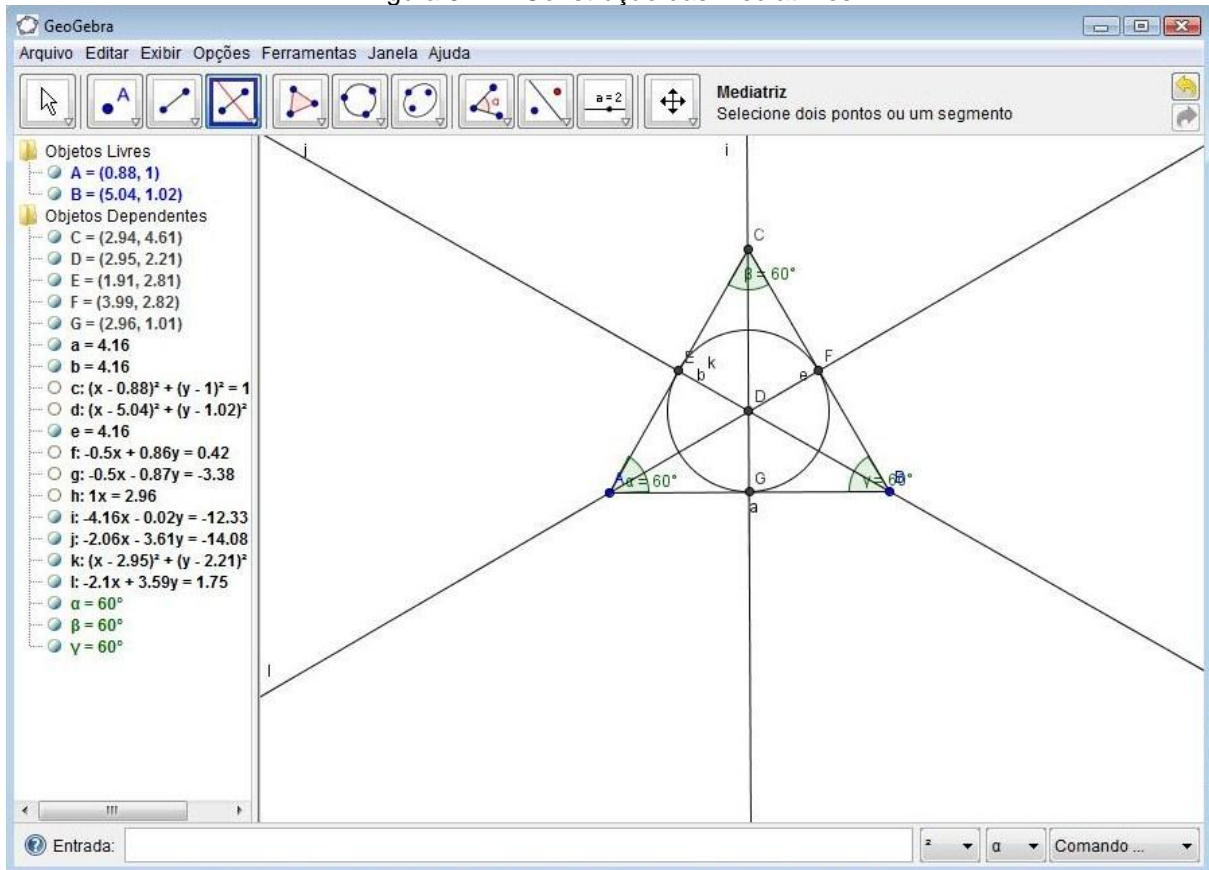 GeoGebra
Arquivo Editar Exibir Opções Ferramentas Janela Ajuda
A
α
a=2
Mediatriz
Selecione dois pontos ou um segmento
Objetos Livres
A = (0.88, 1)
B = (5.04, 1.02)
Objetos Dependentes
C = (2.94, 4.61)
D = (2.95, 2.21)
E = (1.91, 2.81)
F = (3.99, 2.82)
G = (2.96, 1.01)
a = 4.16
b = 4.16
c: (x - 0.88)² + (y - 1)² = 1
d: (x - 5.04)² + (y - 1.02)²
e = 4.16
f: -0.5x + 0.86y = 0.42
g: -0.5x - 0.87y = -3.38
h: 1x = 2.96
i: -4.16x - 0.02y = -12.33
j: -2.06x - 3.61y = -14.08
k: (x - 2.95)² + (y - 2.21)²
l: -2.1x + 3.59y = 1.75
α = 60°
β = 60°
γ = 60°
j
i
C
β = 60°
E
k
F
b
e
D
A
α = 60°
G
γ = 60°
B
a
l
Entrada:
²
α
Comando ...